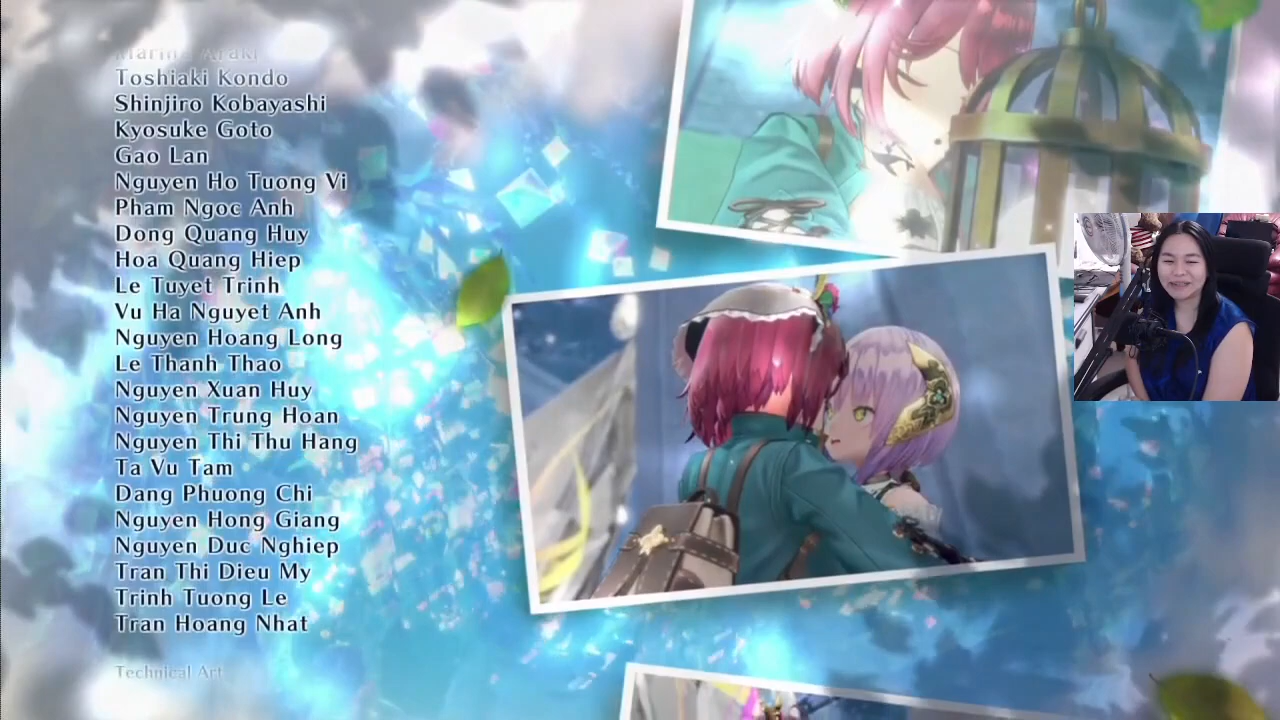 Toshiaki Kondo
Shinjiro Kobayashi
Kyosuke Goto
Gao Lan
Nguyen Ho Tuong Vi
Pham Ngoc Anh
Dong Quang Huy
Hoa Quang Hiep
Le Tuyet Trinh
Vu Ha Nguyet Anh
Nguyen Hoang Long
Le Thanh Thao
Nguyen Xuan Huy
Nguyen Trung Hoan
Nguyen Thi Thu Hang
Ta Vu Tam
Dang Phuong Chi
Nguyen Hong Giang
Nguyen Duc Nghiep
Tran Thi Dieu My
Trinh Tuong Le
Tran Hoang Nhat
Technical Art